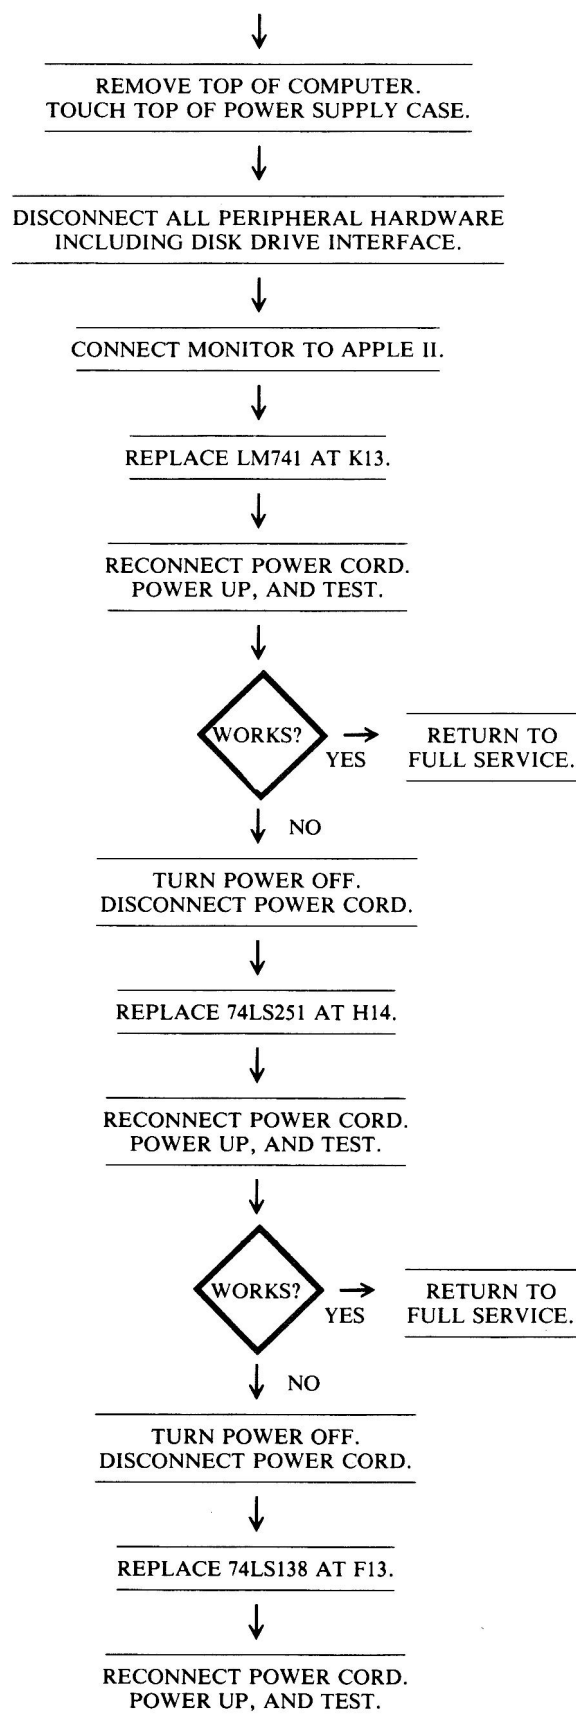 REMOVE TOP OF COMPUTER.
TOUCH TOP OF POWER SUPPLY CASE.
DISCONNECT ALL PERIPHERAL HARDWARE
INCLUDING DISK DRIVE INTERFACE.
CONNECT MONITOR TO APPLE II.
REPLACE LM741 AT K13.
RECONNECT POWER CORD.
POWER UP, AND TEST.
WORKS?
YES
RETURN TO
FULL SERVICE.
NO
TURN POWER OFF.
DISCONNECT POWER CORD.
REPLACE 74LS251 AT H14.
RECONNECT POWER CORD.
POWER UP, AND TEST.
WORKS?
YES
RETURN TO
FULL SERVICE.
NO
TURN POWER OFF.
DISCONNECT POWER CORD.
REPLACE 74LS138 AT F13.
RECONNECT POWER CORD.
POWER UP, AND TEST.